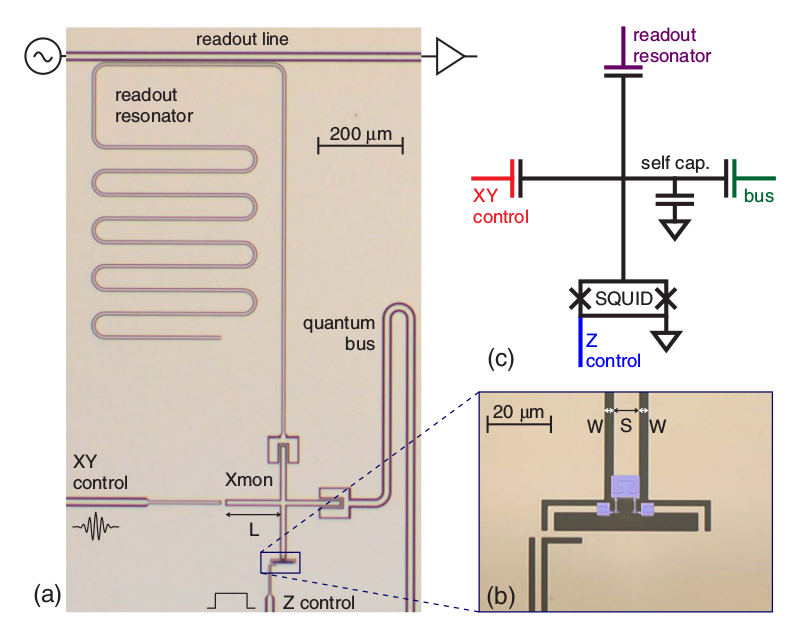 readout line
readout
resonator
200 μm
quantum
bus
XY
control
Xmon
L
Z control
(a)
readout
resonator
self cap.
XY
control
bus
SQUID
Z
control
(c)
20 μm
W S W
(b)